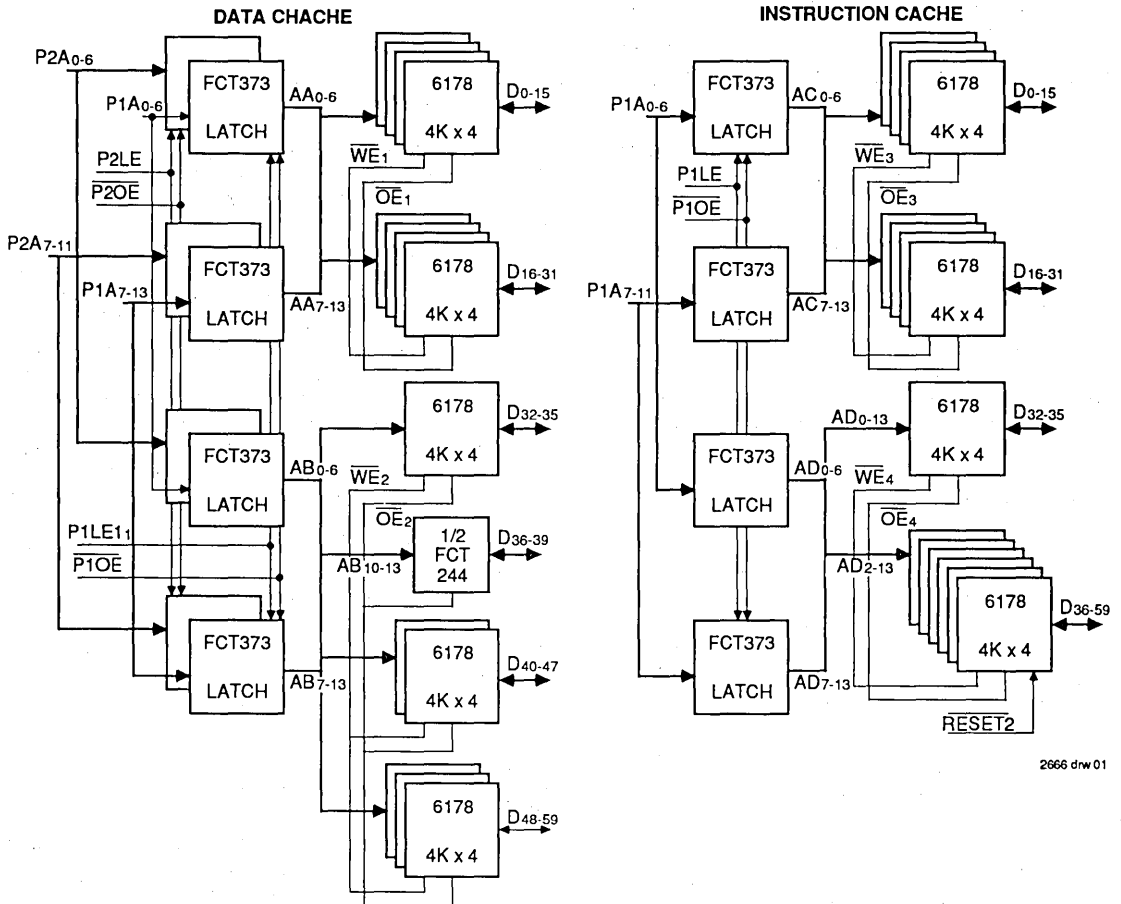 DATA CHACHE
P2A0-6
P1A0-6
FCT373
LATCH
AA0-6
6178
4K x 4
D0-15
P2LE
P2OE
WE1
OE1
P2A7-11
P1A7-13
FCT373
LATCH
AA7-13
6178
4K x 4
D16-31
FCT373
LATCH
AB0-6
6178
4K x 4
D32-35
WE2
OE2
P1LE11
P1OE
AB10-13
1/2
FCT
244
D36-39
FCT373
LATCH
AB7-13
6178
4K x 4
D40-47
6178
4K x 4
D48-59
INSTRUCTION CACHE
P1A0-6
FCT373
LATCH
AC0-6
6178
4K x 4
D0-15
P1LE
P1OE
WE3
OE3
P1A7-11
FCT373
LATCH
AC7-13
6178
4K x 4
D16-31
FCT373
LATCH
AD0-13
AD0-6
6178
4K x 4
D32-35
WE4
OE4
AD2-13
6178
4K x 4
D36-59
FCT373
LATCH
AD7-13
RESET2
2666 drw 01